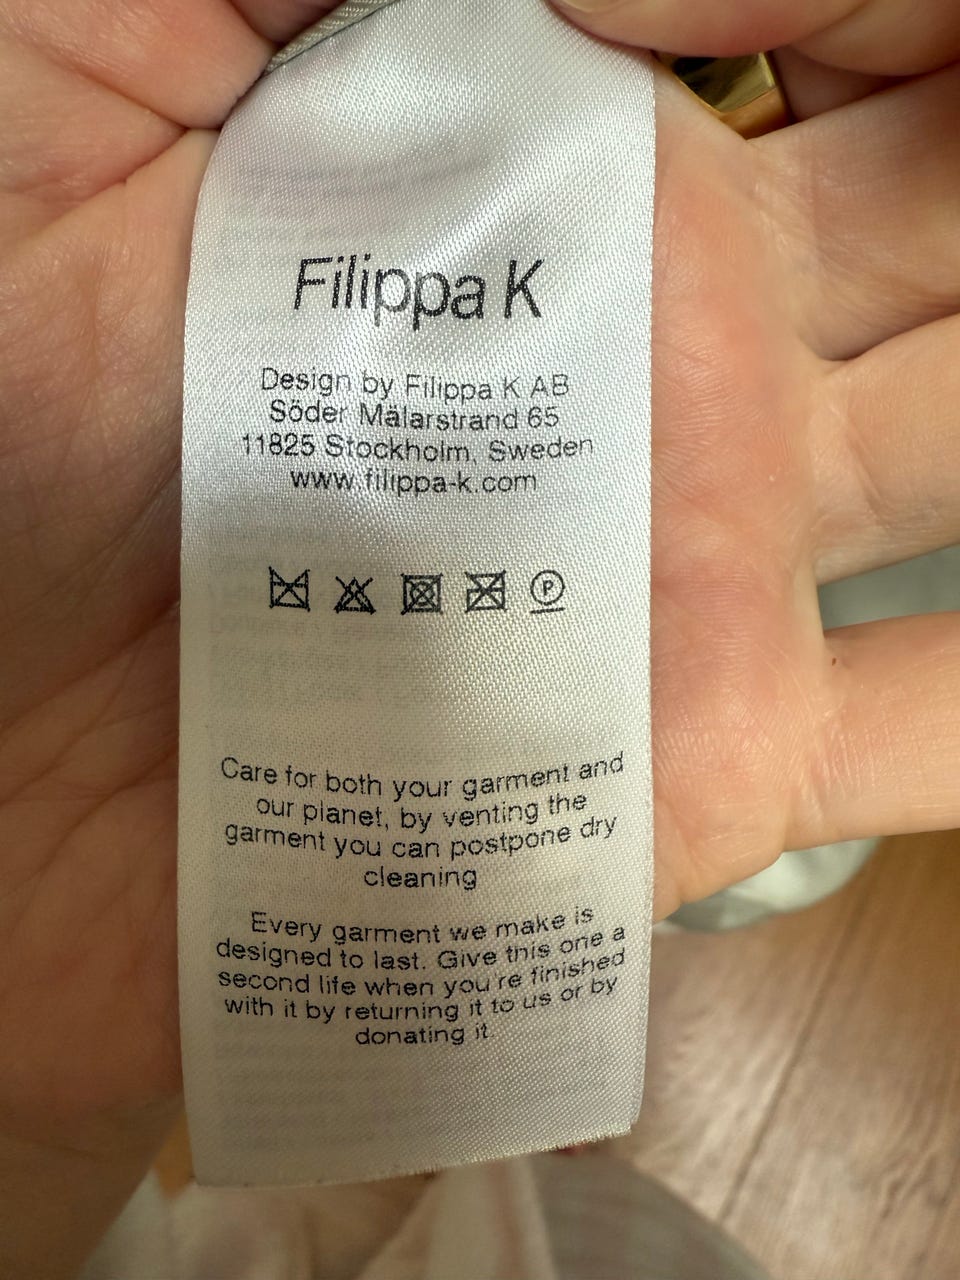 Filippa K
Design by Filippa K AB
Söder Mälarstrand 65
11825 Stockholm, Sweden
www.filippa-k.com
P
Care for both your garment and
our planet, by venting the
garment you can postpone dry
cleaning
Every garment we make is
designed to last. Give this one a
second life when you're finished
with it by returning it to us or by
donating it.